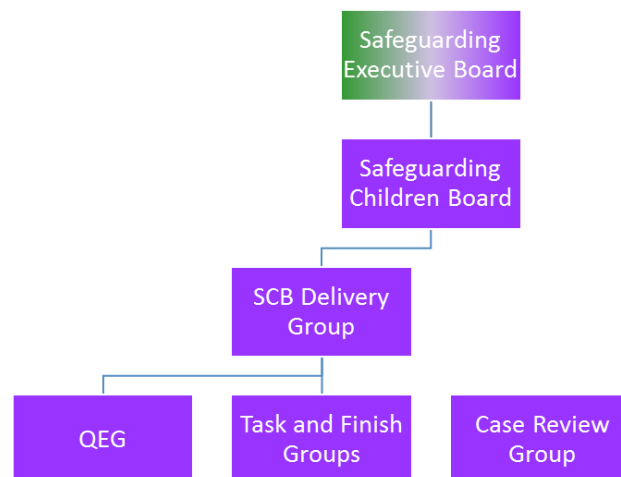 Safeguarding
Executive Board
Safeguarding
Children Board
SCB Delivery
Group
QEG
Task and Finish
Groups
Case Review
Group